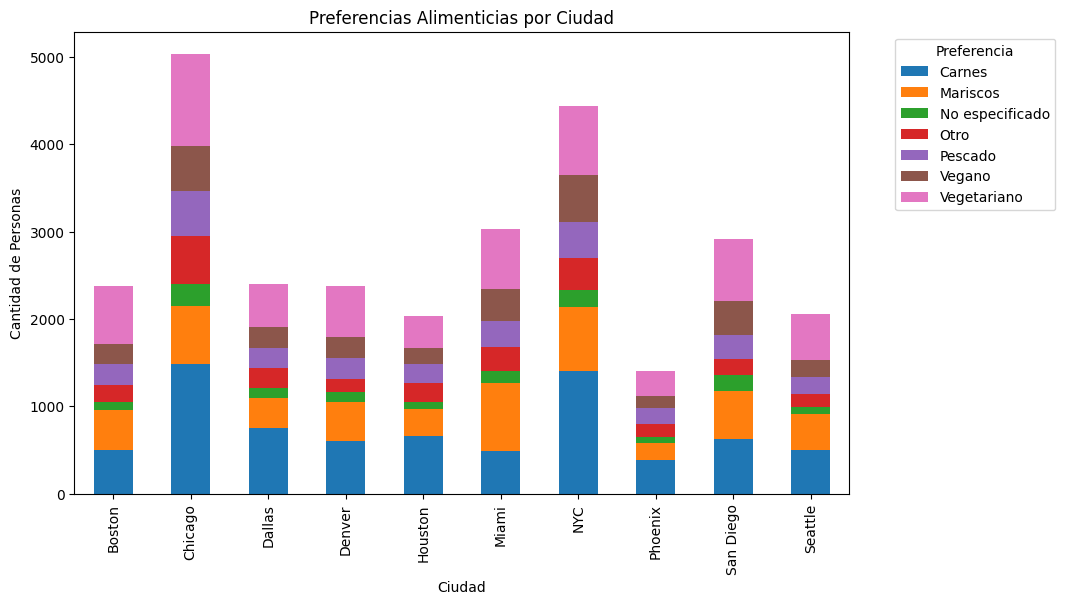 Preferencias Alimenticias por Ciudad
Preferencia
Carnes
Mariscos
No especificado
Otro
Pescado
Vegano
Vegetariano
Cantidad de Personas
5000
4000
3000
2000
1000
0
Boston
Chicago
Dallas
Denver
Houston
Miami
NYC
Phoenix
San Diego
Seattle
Ciudad